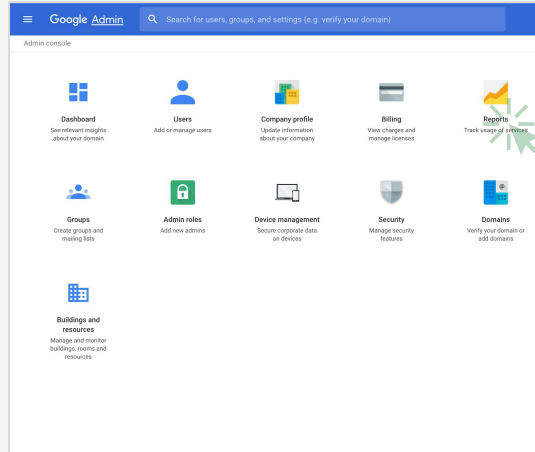 Google Admin
Search for users, groups, and settings (e.g. verify your domain)
Admin console
Dashboard
See relevant insights
about your domain
Users
Add or manage users
Company profile
Update information
about your company
Billing
View charges and
manage licenses
Reports
Track usage of services
Groups
Create groups and
mailing lists
Admin roles
Add new admins
Device management
Secure corporate data
on devices
Security
Manage security
features
Domains
Verify your domain or
add domains
Buildings and
resources
Manage and monitor
buildings, rooms and
resources